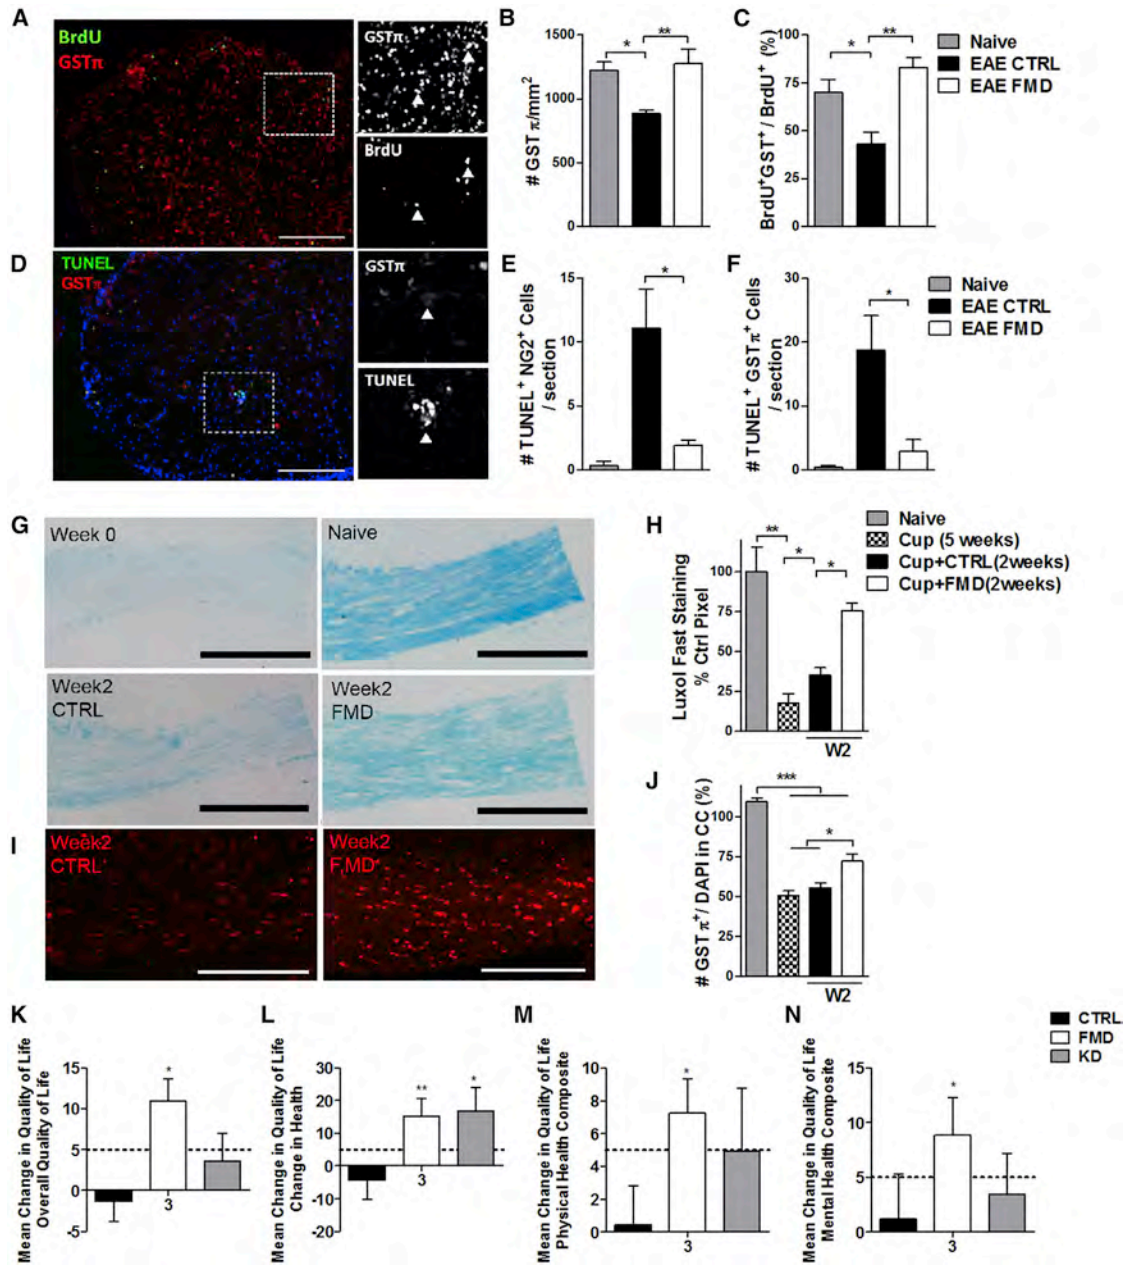 A
BrdU
GSTπ
GSTπ
BrdU
B
# GST π/mm2
1500
1000
500
0
*
**
C
BrdU⁺GST⁺ / BrdU⁺ (%)
100
75
50
25
0
*
**
Naive
EAE CTRL
EAE FMD
D
TUNEL
GSTπ
GSTπ
TUNEL
E
# TUNEL⁺ NG2⁺ Cells
/ section
15
10
5
0
*
F
# TUNEL⁺ GSTπ⁺ Cells
/ section
30
20
10
0
*
Naive
EAE CTRL
EAE FMD
G
Week 0
Naive
Week2
CTRL
Week2
FMD
H
Luxol Fast Staining
% Ctrl Pixel
100
75
50
25
0
**
*
*
W2
Naive
Cup (5 weeks)
Cup+CTRL(2weeks)
Cup+FMD(2weeks)
I
Week2
CTRL
Week2
FMD
J
# GST π⁺/ DAPI in CC (%)
100
75
50
25
0
***
*
W2
K
Mean Change in Quality of Life
Overall Quality of Life
15
10
5
0
-5
*
3
L
Mean Change in Quality of Life
Change in Health
30
20
10
0
-10
-20
**
*
3
M
Mean Change in Quality of Life
Physical Health Composite
10
8
6
4
2
0
*
3
N
Mean Change in Quality of Life
Mental Health Composite
15
10
5
0
*
3
CTRL
FMD
KD